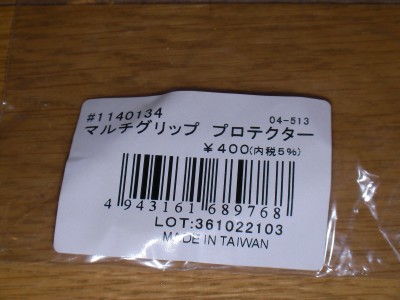 #1140134 04-513
マルチグリップ プロテクター
¥400(内税5%)
4 943161 689768
LOT:361022103
MADE IN TAIWAN